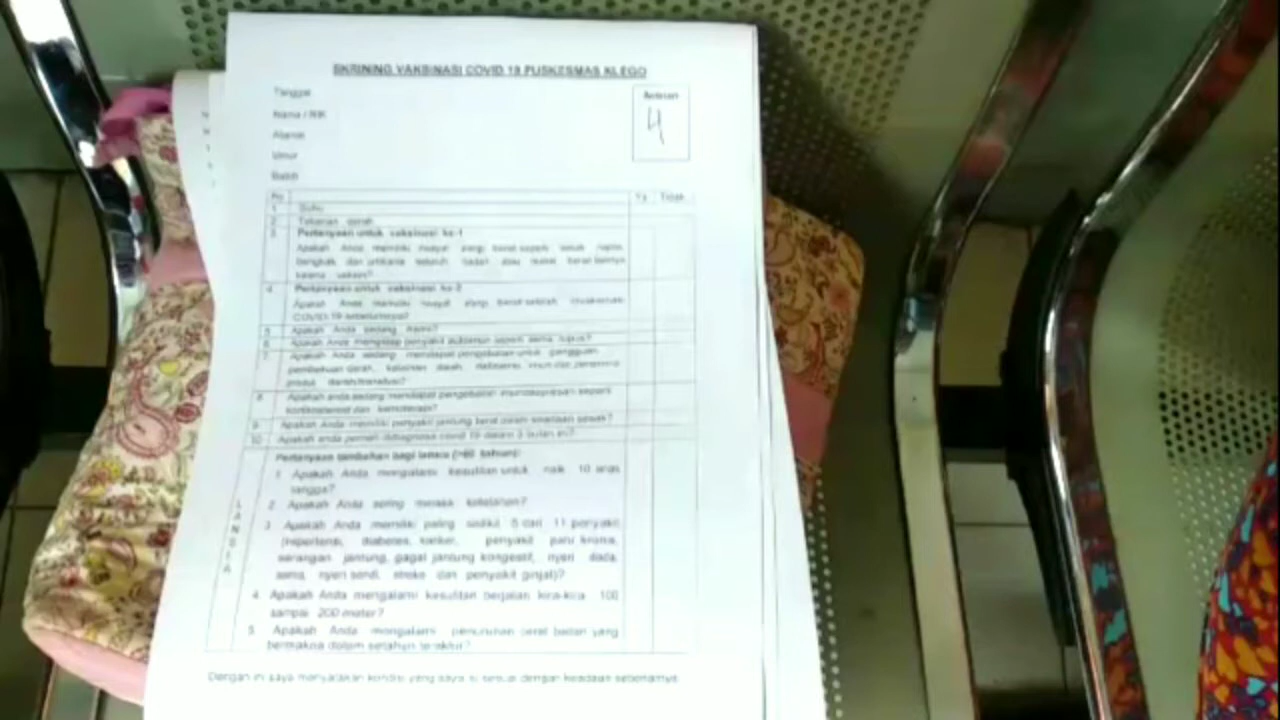 SKRINING VAKSINASI COVID 19 PUSKESMAS KLEGO
Tanggal
Antrian
Nama / NIK
4
Alamat
Umur
No Ya Tidak
1 Suhu
2 Tekanan darah
3 Pertanyaan untuk vaksinasi ke-1
Apakah Anda memiliki riwayat alergi berat seperti sesak napas,
bengkak dan urtikaria seluruh badan atau reaksi berat lainnya
karena vaksin?
4 Pertanyaan untuk vaksinasi ke-2
Apakah Anda memiliki riwayat alergi berat setelah divaksinasi
COVID-19 sebelumnya?
5 Apakah Anda sedang hamil?
6 Apakah Anda mengidap penyakit autoimun seperti asma, lupus?
7 Apakah Anda sedang mendapat pengobatan untuk gangguan
pembekuan darah, kelainan darah, defisiensi imun dan penerima
produk darah/transfusi?
8 Apakah anda sedang mendapat pengobatan immunosupressan seperti
kortikosteroid dan kemoterapi?
9 Apakah Anda memiliki penyakit jantung berat dalam keadaan sesak?
10 Apakah anda pernah didiagnosa covid 19 dalam 3 bulan ini?
LANSIA
Pertanyaan tambahan bagi lansia (>60 tahun):
1 Apakah Anda mengalami kesulitan untuk naik 10 anak
tangga?
2 Apakah Anda sering merasa kelelahan?
3 Apakah Anda memiliki paling sedikit 5 dari 11 penyakit
(hipertensi, diabetes, kanker, penyakit paru kronis,
serangan jantung, gagal jantung kongestif, nyeri dada,
asma, nyeri sendi, stroke dan penyakit ginjal)?
4 Apakah Anda mengalami kesulitan berjalan kira-kira 100
sampai 200 meter?
5 Apakah Anda mengalami penurunan berat badan yang
bermakna dalam setahun terakhir?
Dengan ini saya menyatakan kondisi yang saya isi sesuai dengan keadaan sebenarnya